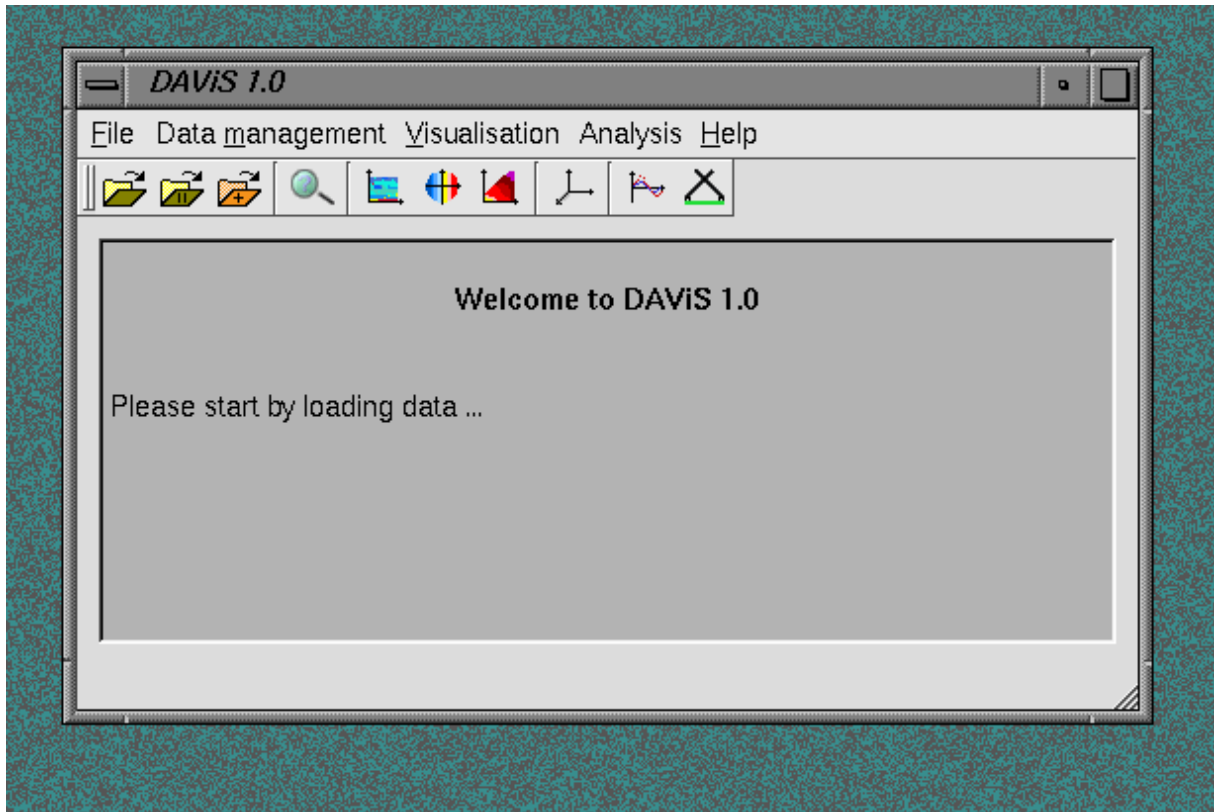 DAViS 1.0
File Data management Visualisation Analysis Help
Welcome to DAViS 1.0
Please start by loading data ...